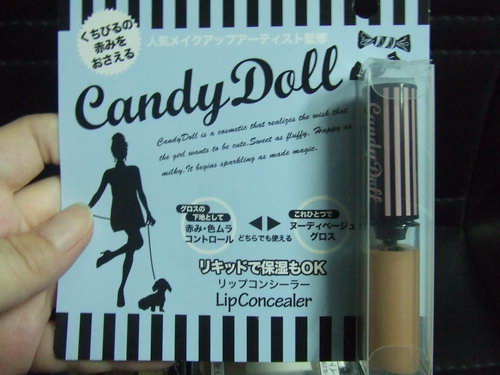 くちびるの
赤みを
おさえる
人気メイクアップアーティスト監修
CandyDoll
CandyDoll is a cosmetic that realizes the wish that
the girl wants to be cute.Sweet as fluffy. Happy as
milky.It begins sparkling as made magic.
グロスの
下地として
赤み・色ムラ
コントロール
どちらでも使える
これひとつで
ヌーディベージュ
グロス
リキッドで保湿もOK
リップコンシーラー
LipConcealer
Candy Doll